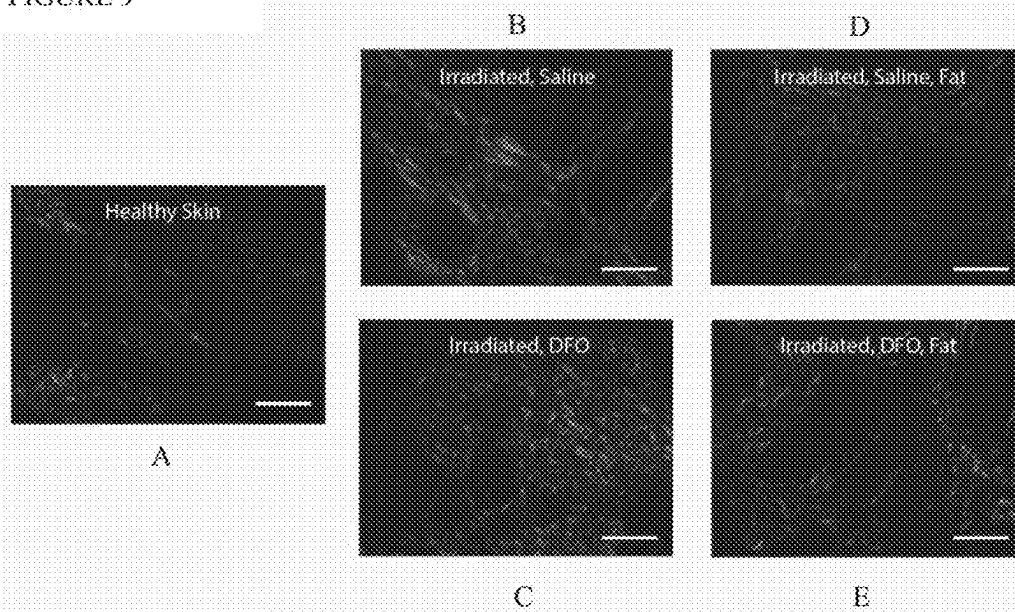 B
D
Irradiated, Saline
Irradiated, Saline, Fat
Healthy Skin
Irradiated, DFO
Irradiated, DFO, Fat
A
C
E